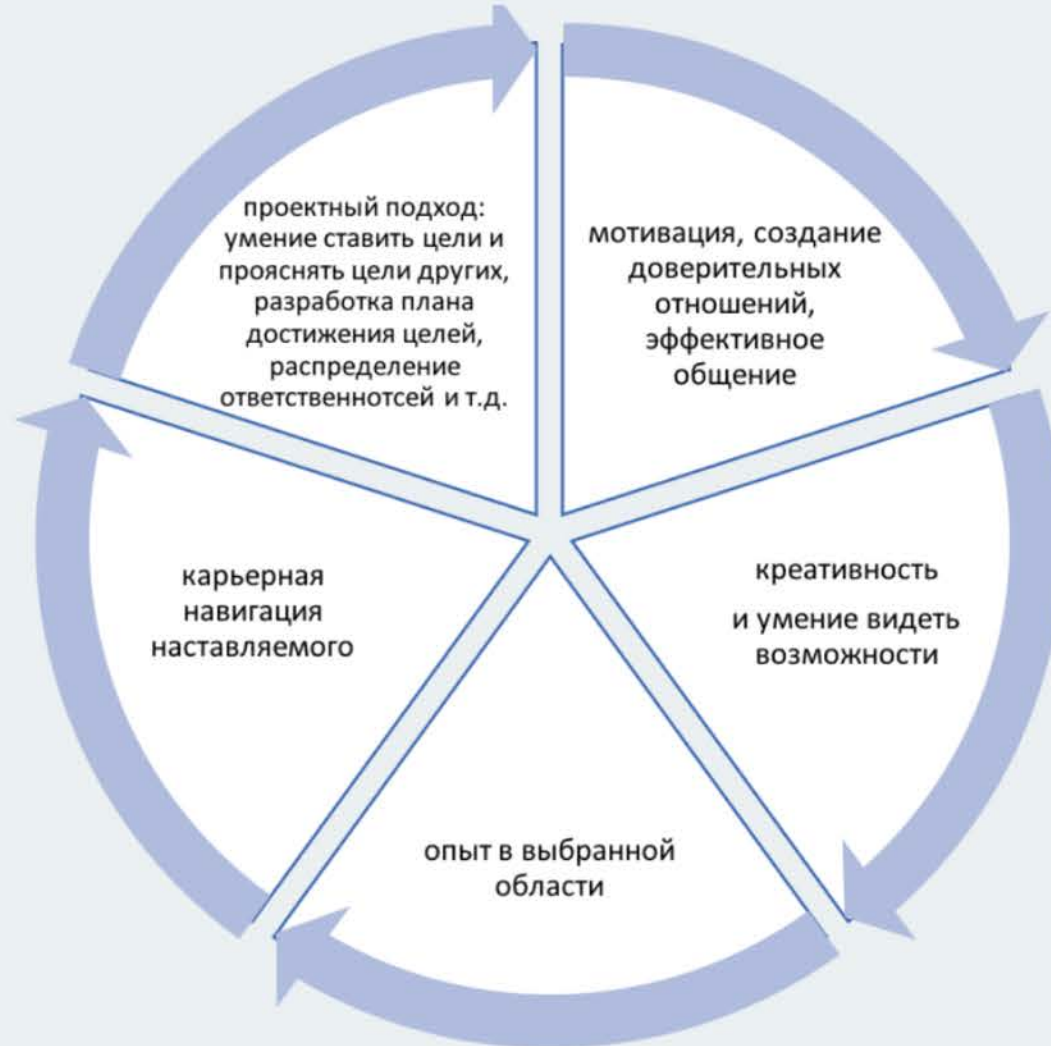 проектный подход:
умение ставить цели и
прояснять цели других,
разработка плана
достижения целей,
распределение
ответственнотсей и т.д.
мотивация, создание
доверительных
отношений,
эффективное
общение
креативность
и умение видеть
возможности
опыт в выбранной
области
карьерная
навигация
наставляемого